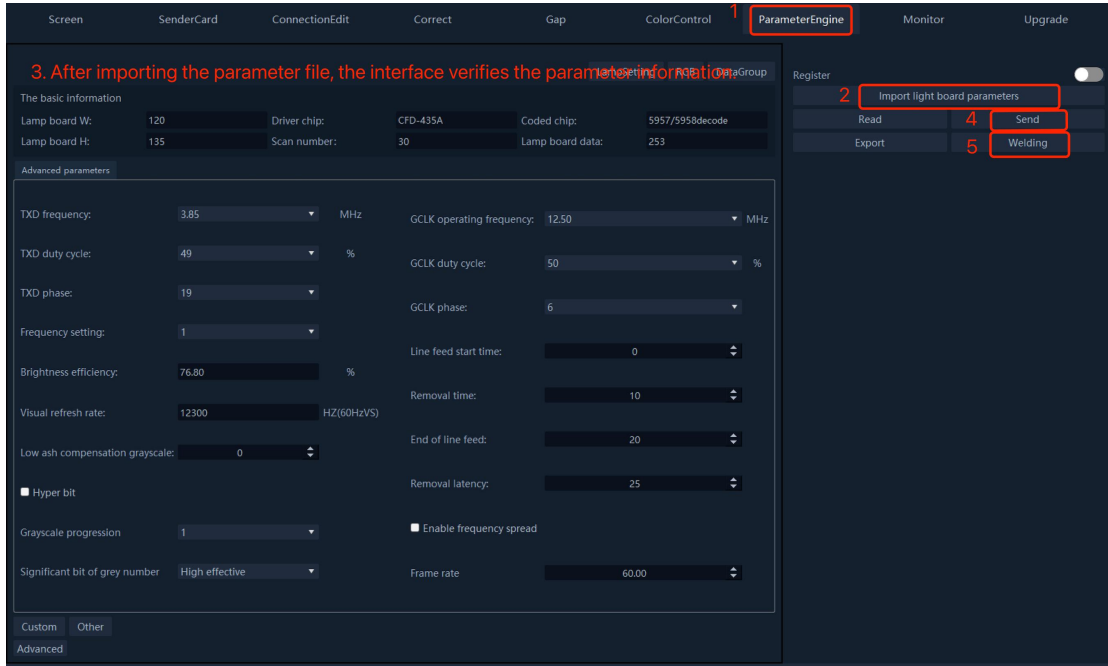 Screen SenderCard ConnectionEdit Correct Gap ColorControl 1 ParameterEngine Monitor Upgrade
3. After importing the parameter file, the interface verifies the parameter information.
LampSetting RGB DataGroup
Register
The basic information
2 Import light board parameters
Lamp board W: 120 Driver chip: CFD-435A Coded chip: 5957/5958decode
Read 4 Send
Lamp board H: 135 Scan number: 30 Lamp board data: 253
Export 5 Welding
Advanced parameters
TXD frequency: 3.85 MHz
GCLK operating frequency: 12.50 MHz
TXD duty cycle: 49 %
GCLK duty cycle: 50 %
TXD phase: 19
GCLK phase: 6
Frequency setting: 1
Line feed start time: 0
Brightness efficiency: 76.80 %
Removal time: 10
Visual refresh rate: 12300 HZ(60HzVS)
End of line feed: 20
Low ash compensation grayscale: 0
Removal latency: 25
Hyper bit
Enable frequency spread
Grayscale progression 1
Significant bit of grey number High effective
Frame rate 60.00
Custom Other
Advanced